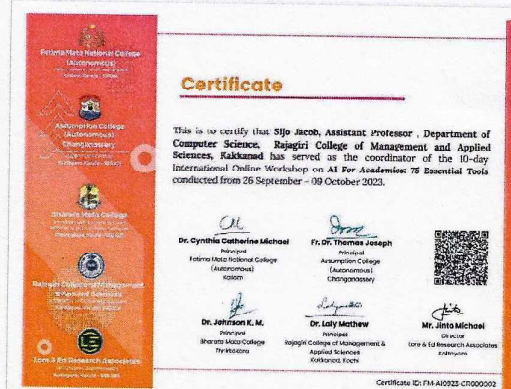 Fatima Mata National College
(Autonomous)
Certificate
Assumption College
(Autonomous)
Changanassery
This is to certify that Sijo Jacob, Assistant Professor , Department of
Computer Science, Rajagiri College of Management and Applied
Sciences, Kakkanad has served as the coordinator of the 10-day
International Online Workshop on AI For Academics: 75 Essential Tools
conducted from 26 September - 09 October 2023.
Bharata Mata College
Rajagiri College of Management
& Applied Sciences
Lore & Ed Research Associates
Dr. Cynthia Catherine Michael
Principal
Fatima Mata National College
(Autonomous)
Kollam
Fr. Dr. Thomas Joseph
Principal
Assumption College
(Autonomous)
Changanassery
Dr. Johnson K. M.
Principal
Bharata Mata College
Thrikkakara
Dr. Laly Mathew
Principal
Rajagiri College of Management &
Applied Sciences
Kakkanad, Kochi
Mr. Jinto Michael
Director
Lore & Ed Research Associates
Kothayara
Certificate ID: FM-AI0923-CR000002